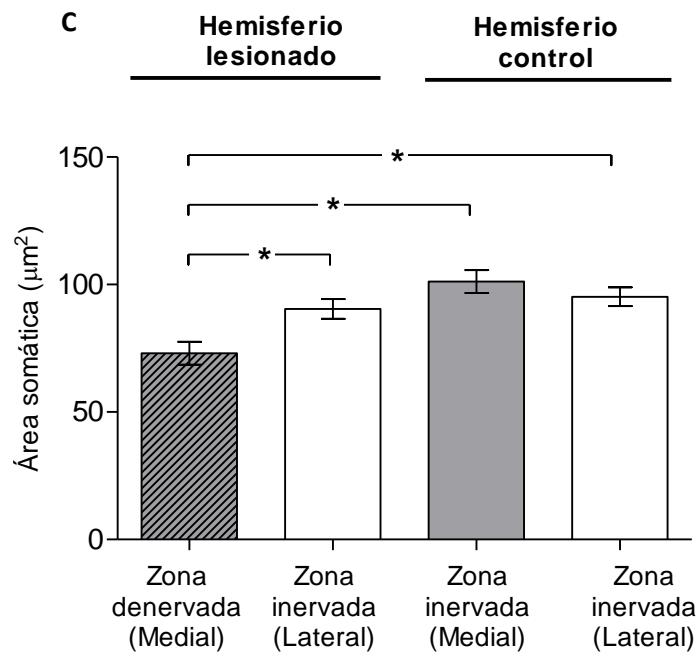 C
Hemisferio
lesionado
Hemisferio
control
150
100
50
0
Área somática (µm²)
*
*
*
Zona
denervada
(Medial)
Zona
inervada
(Lateral)
Zona
inervada
(Medial)
Zona
inervada
(Lateral)